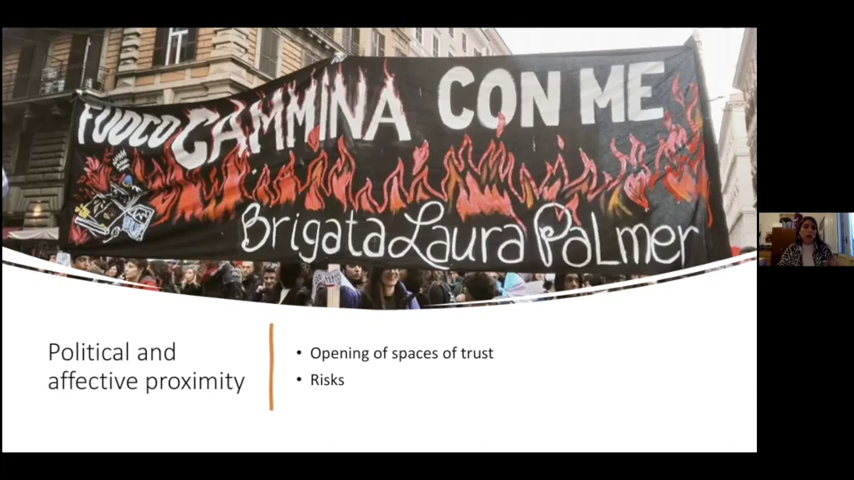 FUOCO CAMMINA CON ME
Brigata Laura Palmer
Political and
affective proximity
• Opening of spaces of trust
• Risks